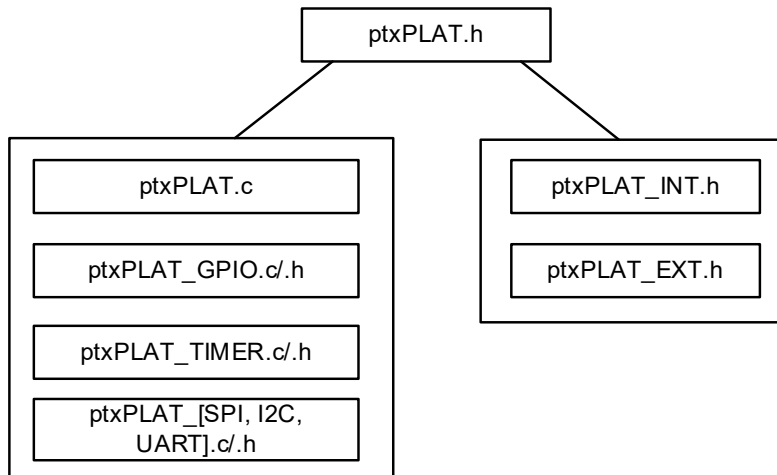 ptxPLAT.h
ptxPLAT.c
ptxPLAT_GPIO.c/.h
ptxPLAT_TIMER.c/.h
ptxPLAT_[SPI, I2C,
UART].c/.h
ptxPLAT_INT.h
ptxPLAT_EXT.h